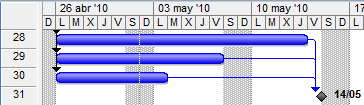 26 abr '10 03 may '10 10 may '10 17
D L M X J V S D L M X J V S D L M X J V S D L
28
29
30
31 14/05